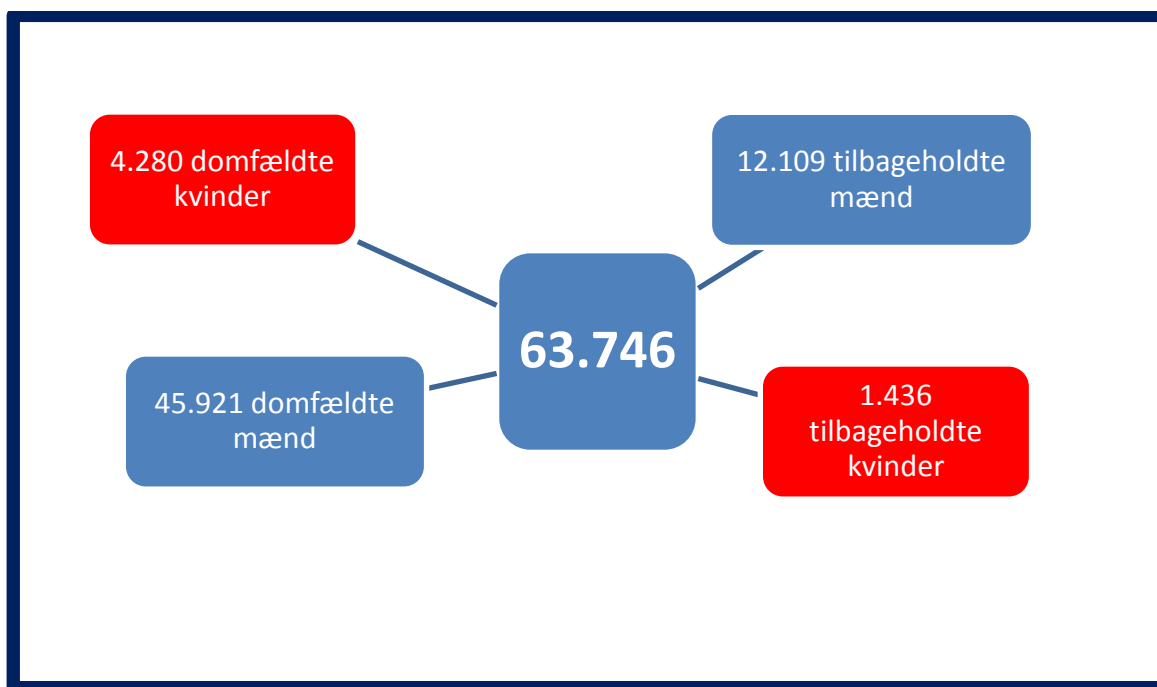 4.280 domfældte
kvinder
12.109 tilbageholdte
mænd
63.746
45.921 domfældte
mænd
1.436
tilbageholdte
kvinder